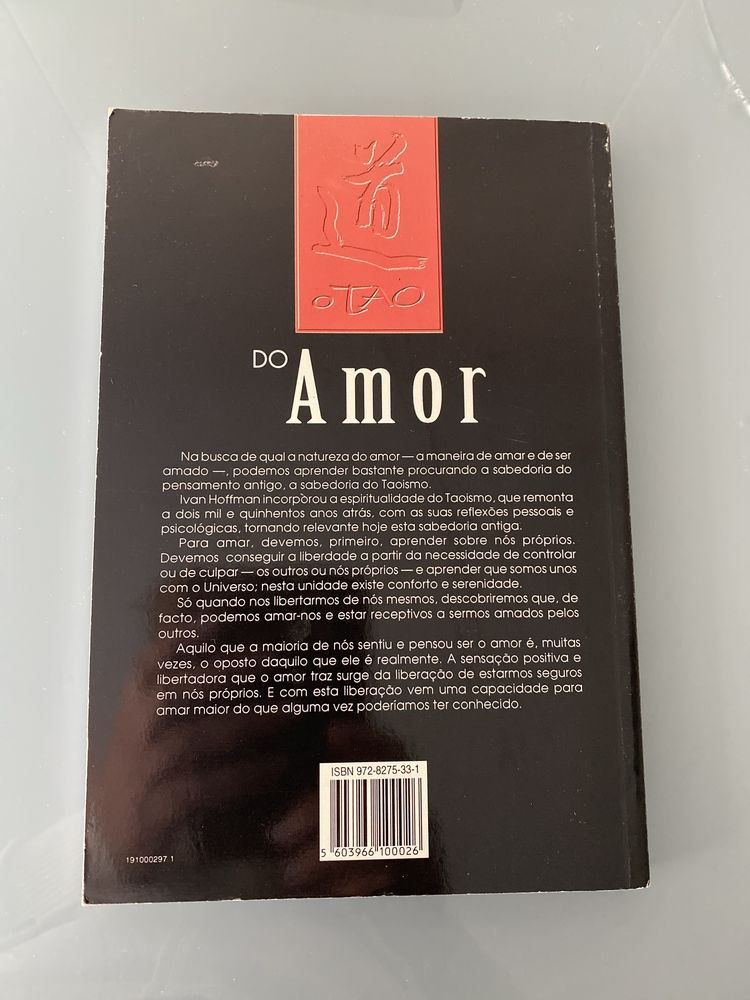 道
o TAO
DO Amor
Na busca de qual a natureza do amor — a maneira de amar e de ser
amado —, podemos aprender bastante procurando a sabedoria do
pensamento antigo, a sabedoria do Taoismo.
Ivan Hoffman incorporou a espiritualidade do Taoismo, que remonta
a dois mil e quinhentos anos atrás, com as suas reflexões pessoais e
psicológicas, tornando relevante hoje esta sabedoria antiga.
Para amar, devemos, primeiro, aprender sobre nós próprios.
Devemos conseguir a liberdade a partir da necessidade de controlar
ou de culpar — os outros ou nós próprios — e aprender que somos unos
com o Universo; nesta unidade existe conforto e serenidade.
Só quando nos libertarmos de nós mesmos, descobriremos que, de
facto, podemos amar-nos e estar receptivos a sermos amados pelos
outros.
Aquilo que a maioria de nós sentiu e pensou ser o amor é, muitas
vezes, o oposto daquilo que ele é realmente. A sensação positiva e
libertadora que o amor traz surge da liberação de estarmos seguros
em nós próprios. E com esta liberação vem uma capacidade para
amar maior do que alguma vez poderíamos ter conhecido.
ISBN 972-8275-33-1
5 603966 100026
191000297 1